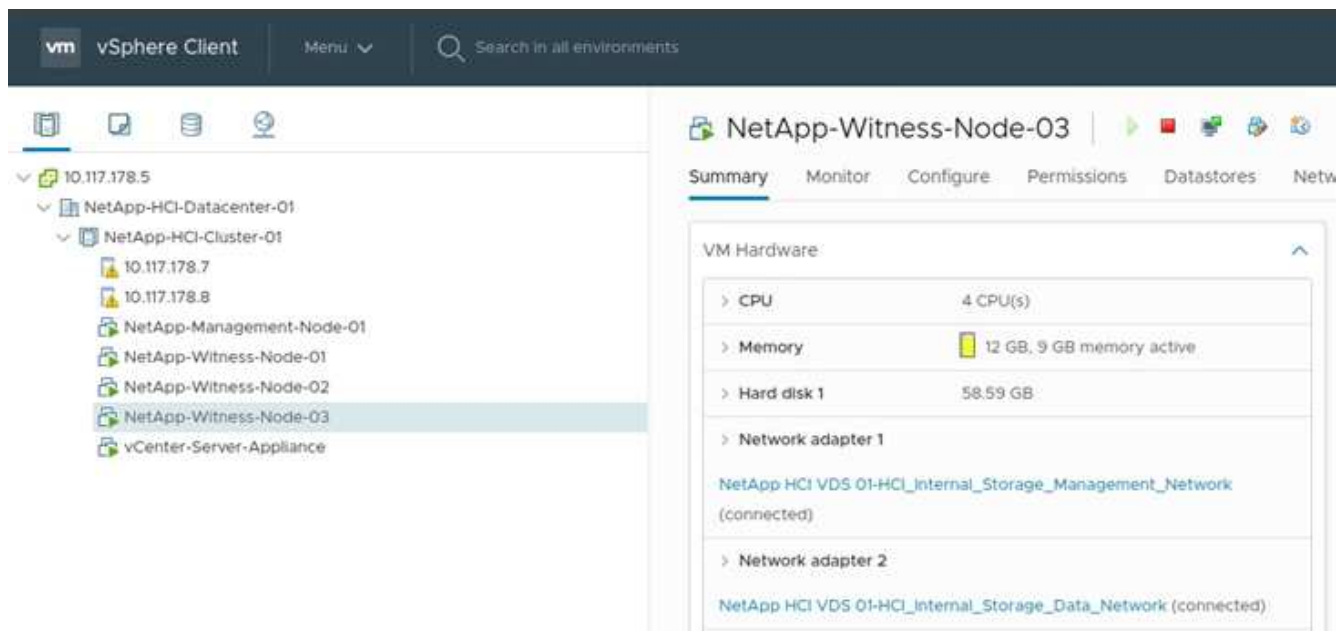 vm vSphere Client Menu Search in all environments
10.117.178.5
NetApp-HCI-Datacenter-01
NetApp-HCI-Cluster-01
10.117.178.7
10.117.178.8
NetApp-Management-Node-01
NetApp-Witness-Node-01
NetApp-Witness-Node-02
NetApp-Witness-Node-03
vCenter-Server-Appliance
NetApp-Witness-Node-03
Summary Monitor Configure Permissions Datastores Netw
VM Hardware
CPU 4 CPU(s)
Memory 12 GB, 9 GB memory active
Hard disk 1 58.59 GB
Network adapter 1
NetApp HCI VDS 01-HCI_Internal_Storage_Management_Network
(connected)
Network adapter 2
NetApp HCI VDS 01-HCI_Internal_Storage_Data_Network (connected)